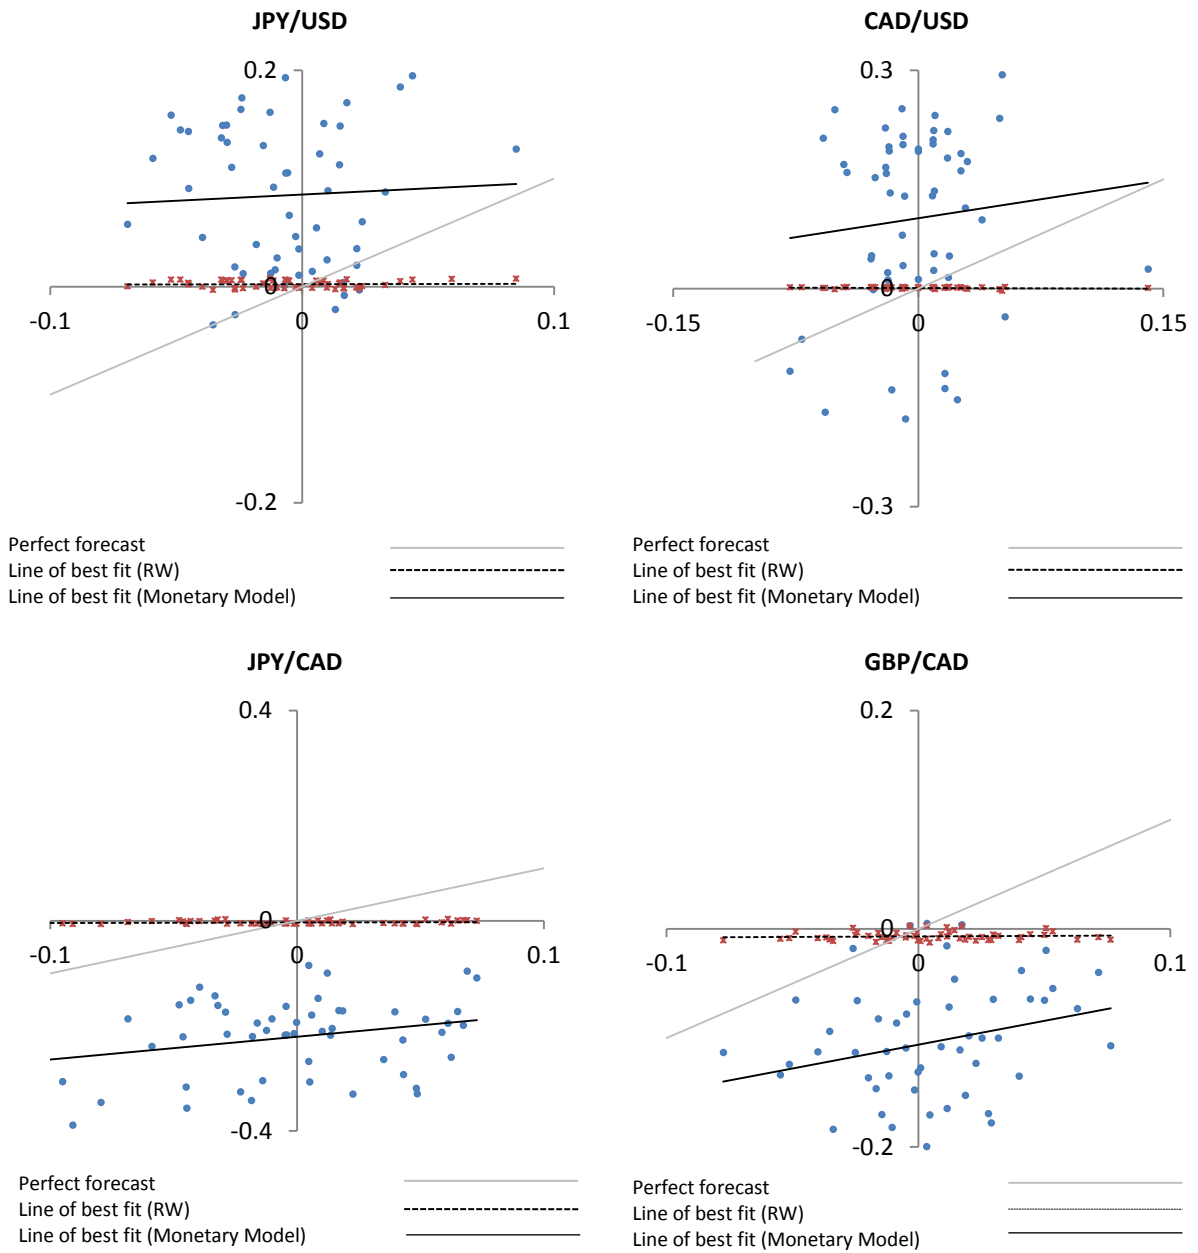 JPY/USD
0.2
0
-0.1
0
0.1
-0.2
Perfect forecast
Line of best fit (RW)
Line of best fit (Monetary Model)
CAD/USD
0.3
0
-0.15
0
0.15
-0.3
Perfect forecast
Line of best fit (RW)
Line of best fit (Monetary Model)
JPY/CAD
0.4
0
-0.1
0
0.1
-0.4
Perfect forecast
Line of best fit (RW)
Line of best fit (Monetary Model)
GBP/CAD
0.2
0
-0.1
0
0.1
-0.2
Perfect forecast
Line of best fit (RW)
Line of best fit (Monetary Model)